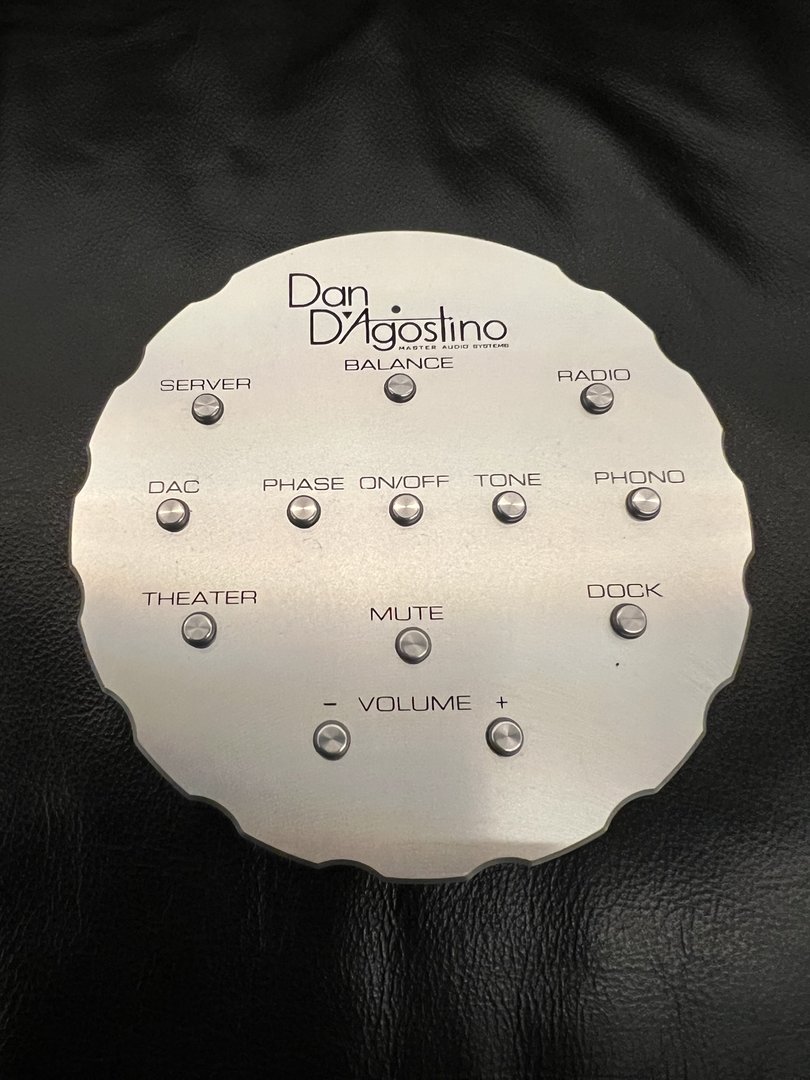 Dan
D'Agostino
MASTER AUDIO SYSTEMS
BALANCE
SERVER
RADIO
DAC PHASE ON/OFF TONE PHONO
THEATER
MUTE
DOCK
− VOLUME +